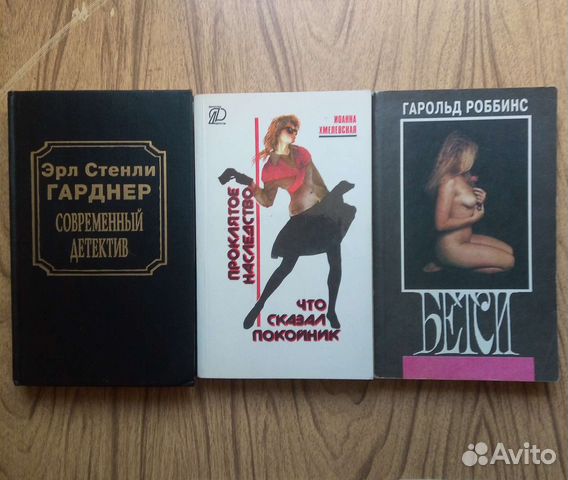 Эрл Стенли
ГАРДНЕР
СОВРЕМЕННЫЙ
ДЕТЕКТИВ
ИОАННА
ХМЕЛЕВСКАЯ
ПРОКЛЯТОЕ
НАСЛЕДСТВО
ЧТО
СКАЗАЛ
ПОКОЙНИК
ГАРОЛЬД РОББИНС
БЕТСИ
Avito